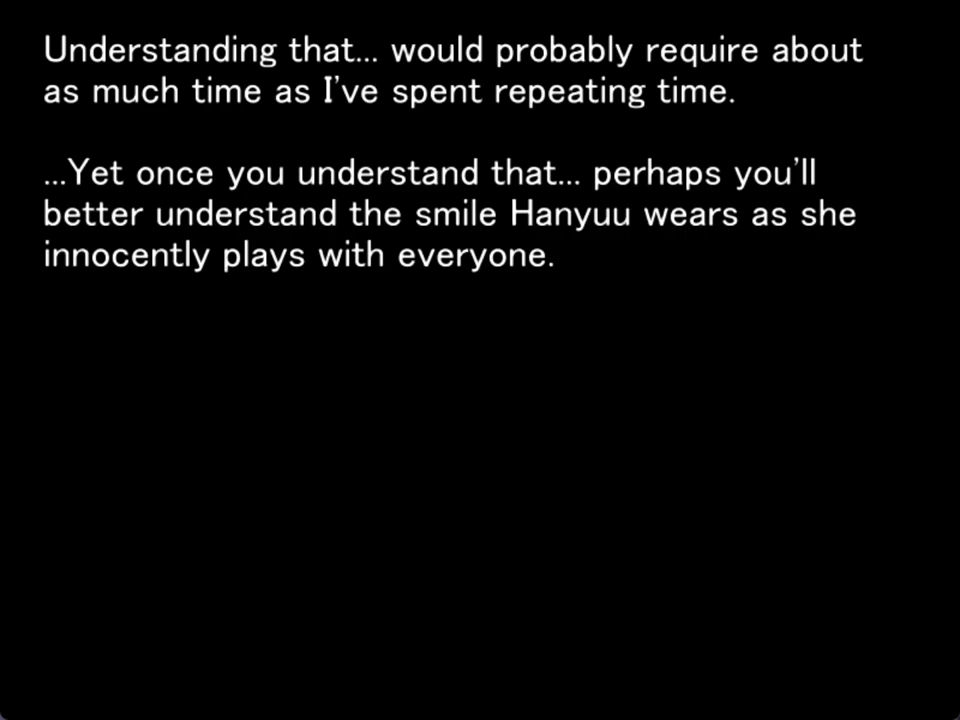 Understanding that... would probably require about
as much time as I've spent repeating time.
...Yet once you understand that... perhaps you'll
better understand the smile Hanyuu wears as she
innocently plays with everyone.